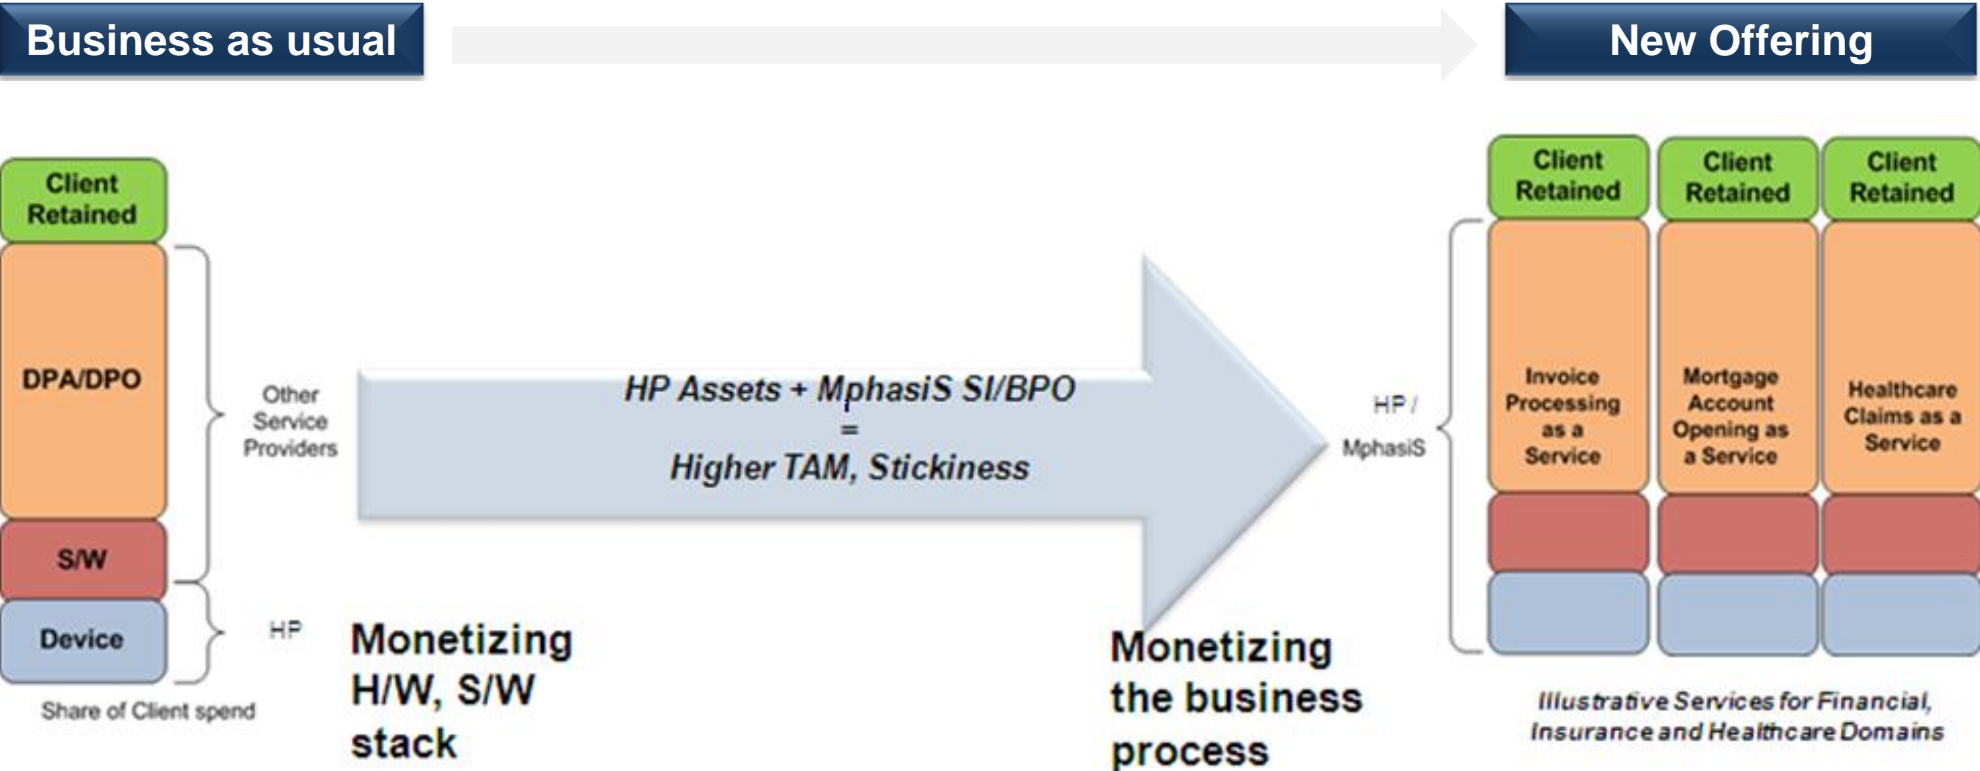 Business as usual
New Offering
Client
Retained
DPA/DPO
S/W
Device
Share of Client spend
Other
Service
Providers
HP
Monetizing
H/W, S/W
stack
HP Assets + MphasiS SI/BPO
=
Higher TAM, Stickiness
Monetizing
the business
process
HP /
MphasiS
Client
Retained
Invoice
Processing
as a
Service
Client
Retained
Mortgage
Account
Opening as
a Service
Client
Retained
Healthcare
Claims as a
Service
Illustrative Services for Financial,
Insurance and Healthcare Domains